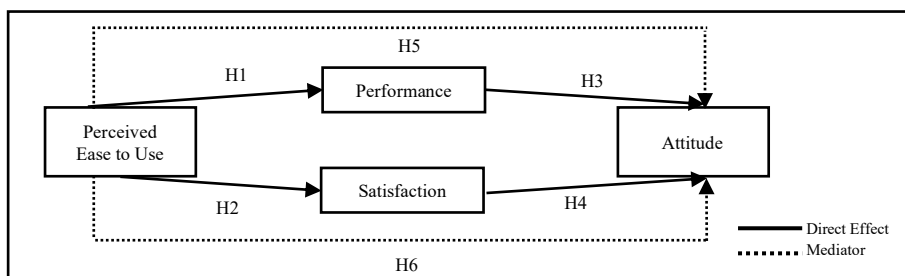 H5
H1
H3
Performance
Perceived
Ease to Use
Attitude
Satisfaction
H2
H4
Direct Effect
Mediator
H6